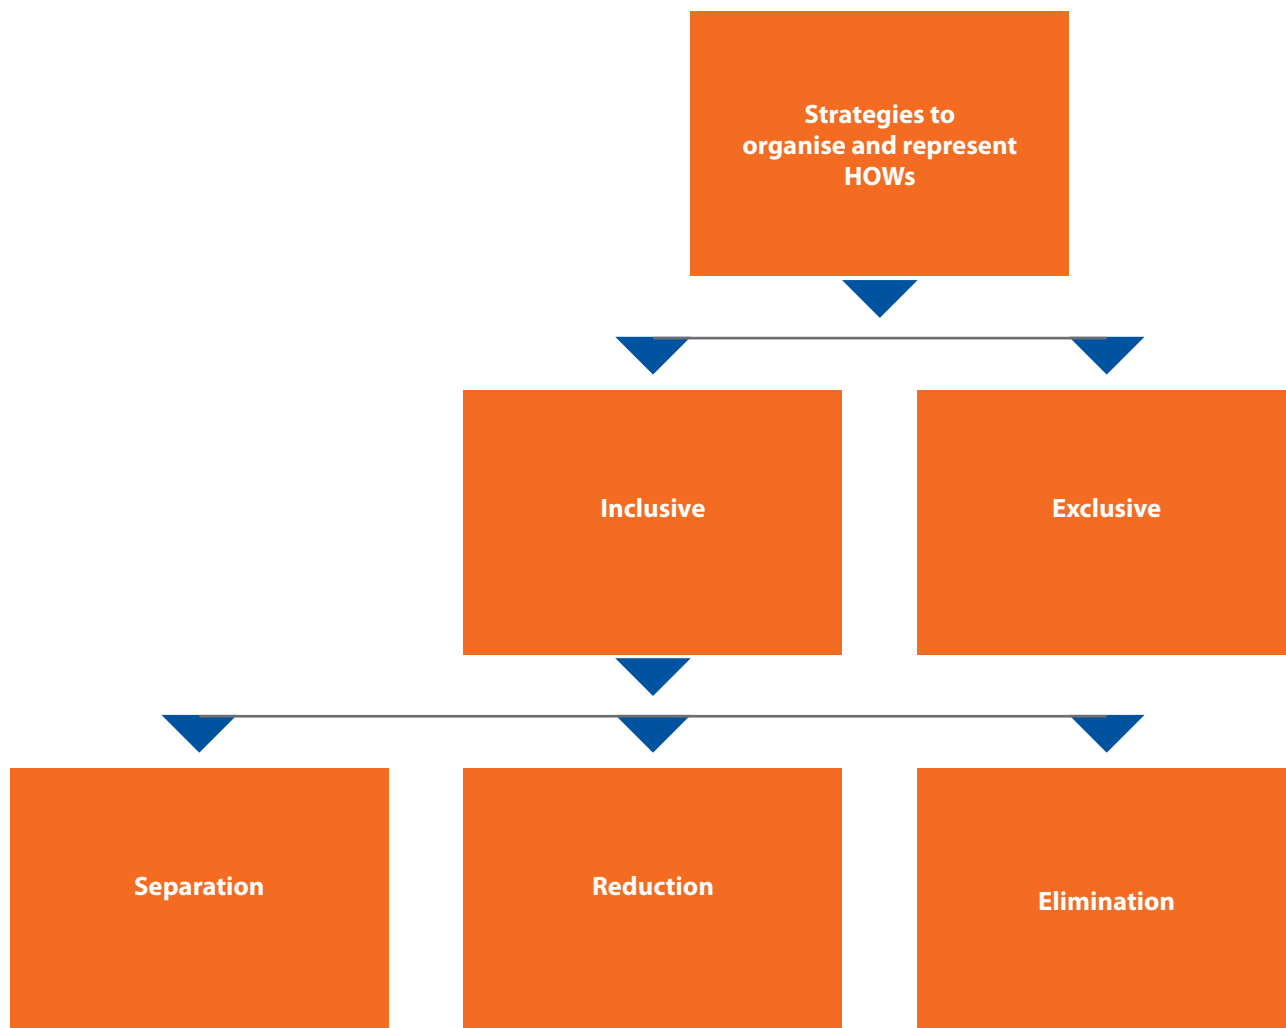 Strategies to
organise and represent
HOWs
Inclusive
Exclusive
Separation
Reduction
Elimination